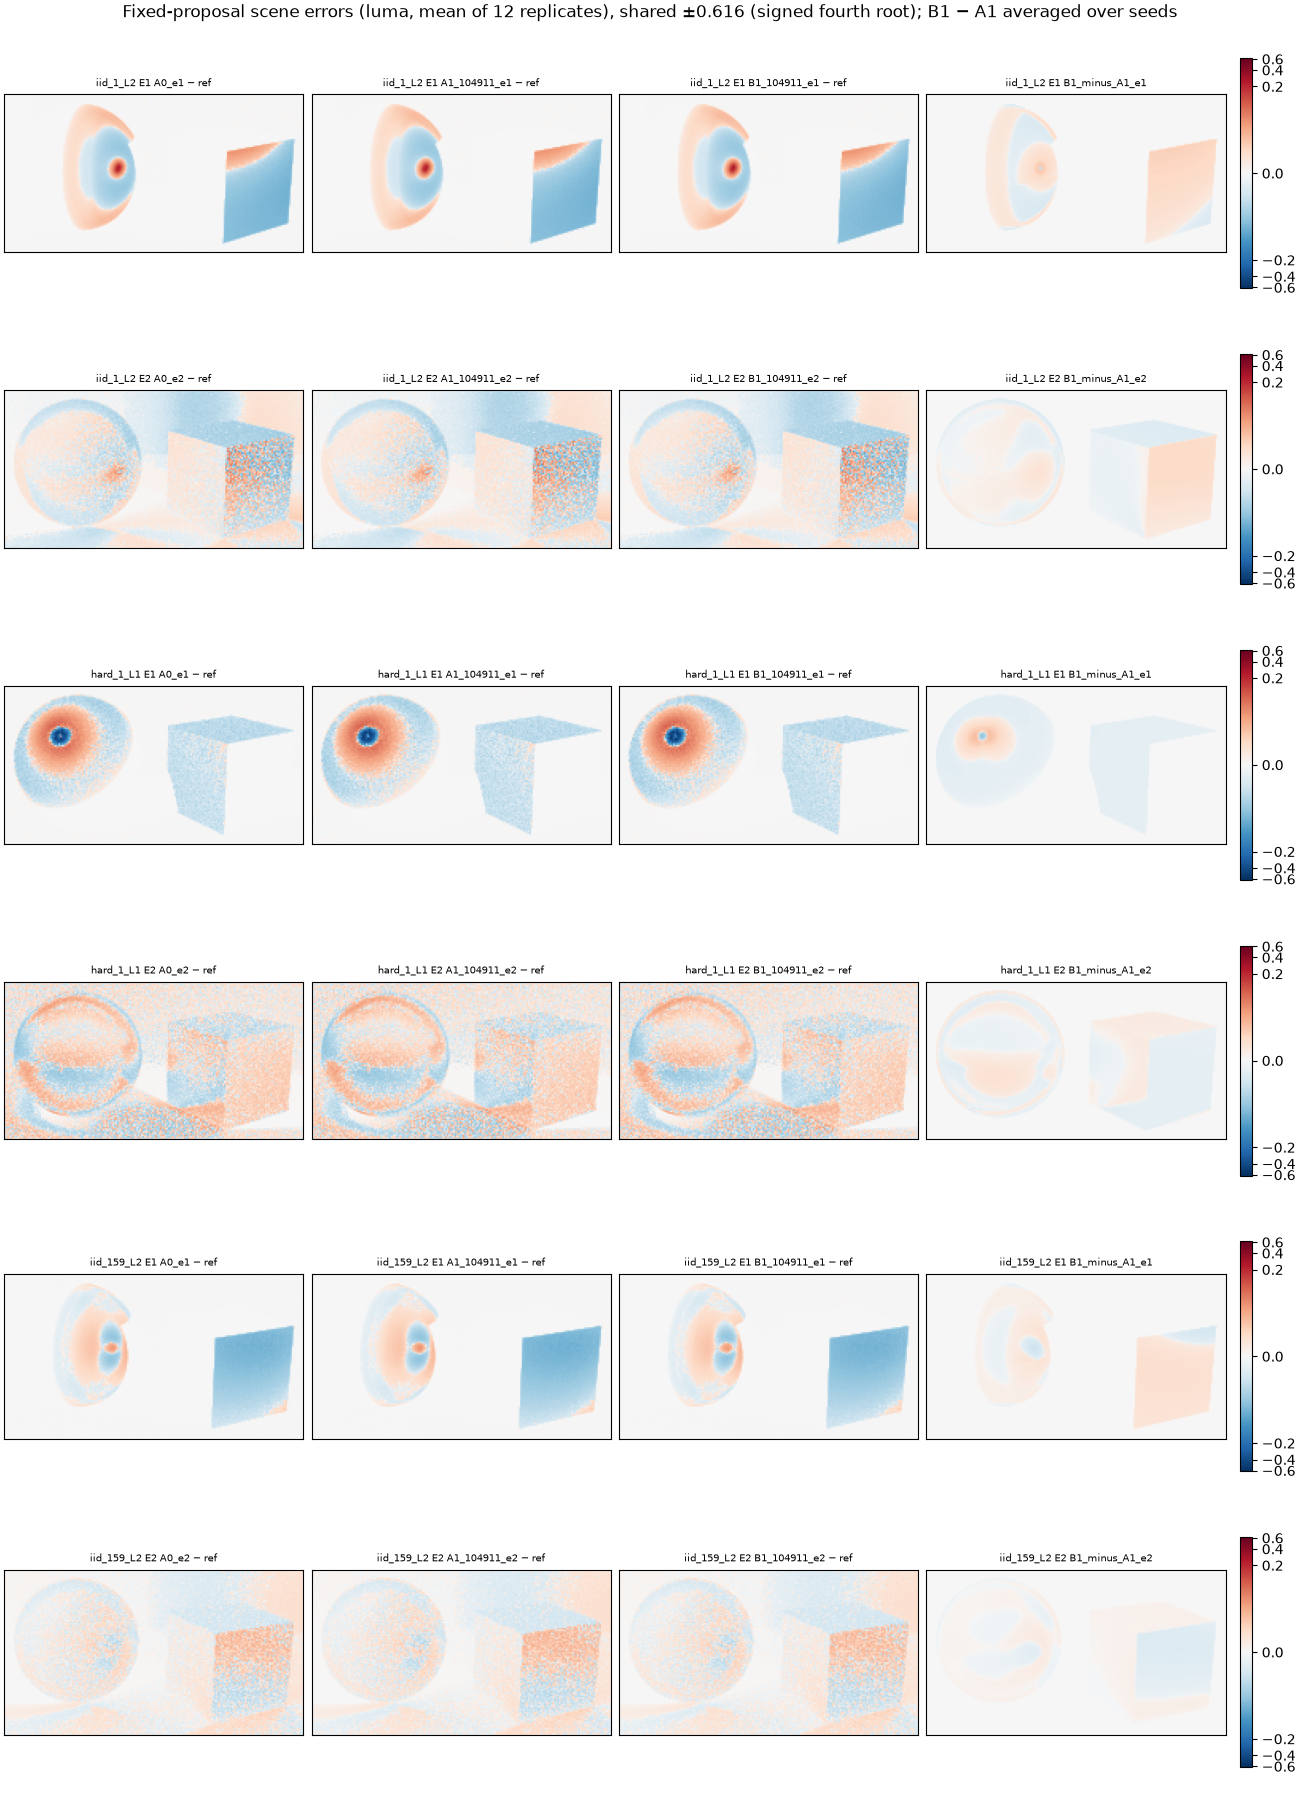 Fixed-proposal scene errors (luma, mean of 12 replicates), shared ±0.616 (signed fourth root); B1 − A1 averaged over seeds
iid_1_L2 E1 A0_e1 − ref
iid_1_L2 E1 A1_104911_e1 − ref
iid_1_L2 E1 B1_104911_e1 − ref
iid_1_L2 E1 B1_minus_A1_e1
0.6
0.4
0.2
0.0
−0.2
−0.4
−0.6
iid_1_L2 E2 A0_e2 − ref
iid_1_L2 E2 A1_104911_e2 − ref
iid_1_L2 E2 B1_104911_e2 − ref
iid_1_L2 E2 B1_minus_A1_e2
0.6
0.4
0.2
0.0
−0.2
−0.4
−0.6
hard_1_L1 E1 A0_e1 − ref
hard_1_L1 E1 A1_104911_e1 − ref
hard_1_L1 E1 B1_104911_e1 − ref
hard_1_L1 E1 B1_minus_A1_e1
0.6
0.4
0.2
0.0
−0.2
−0.4
−0.6
hard_1_L1 E2 A0_e2 − ref
hard_1_L1 E2 A1_104911_e2 − ref
hard_1_L1 E2 B1_104911_e2 − ref
hard_1_L1 E2 B1_minus_A1_e2
0.6
0.4
0.2
0.0
−0.2
−0.4
−0.6
iid_159_L2 E1 A0_e1 − ref
iid_159_L2 E1 A1_104911_e1 − ref
iid_159_L2 E1 B1_104911_e1 − ref
iid_159_L2 E1 B1_minus_A1_e1
0.6
0.4
0.2
0.0
−0.2
−0.4
−0.6
iid_159_L2 E2 A0_e2 − ref
iid_159_L2 E2 A1_104911_e2 − ref
iid_159_L2 E2 B1_104911_e2 − ref
iid_159_L2 E2 B1_minus_A1_e2
0.6
0.4
0.2
0.0
−0.2
−0.4
−0.6